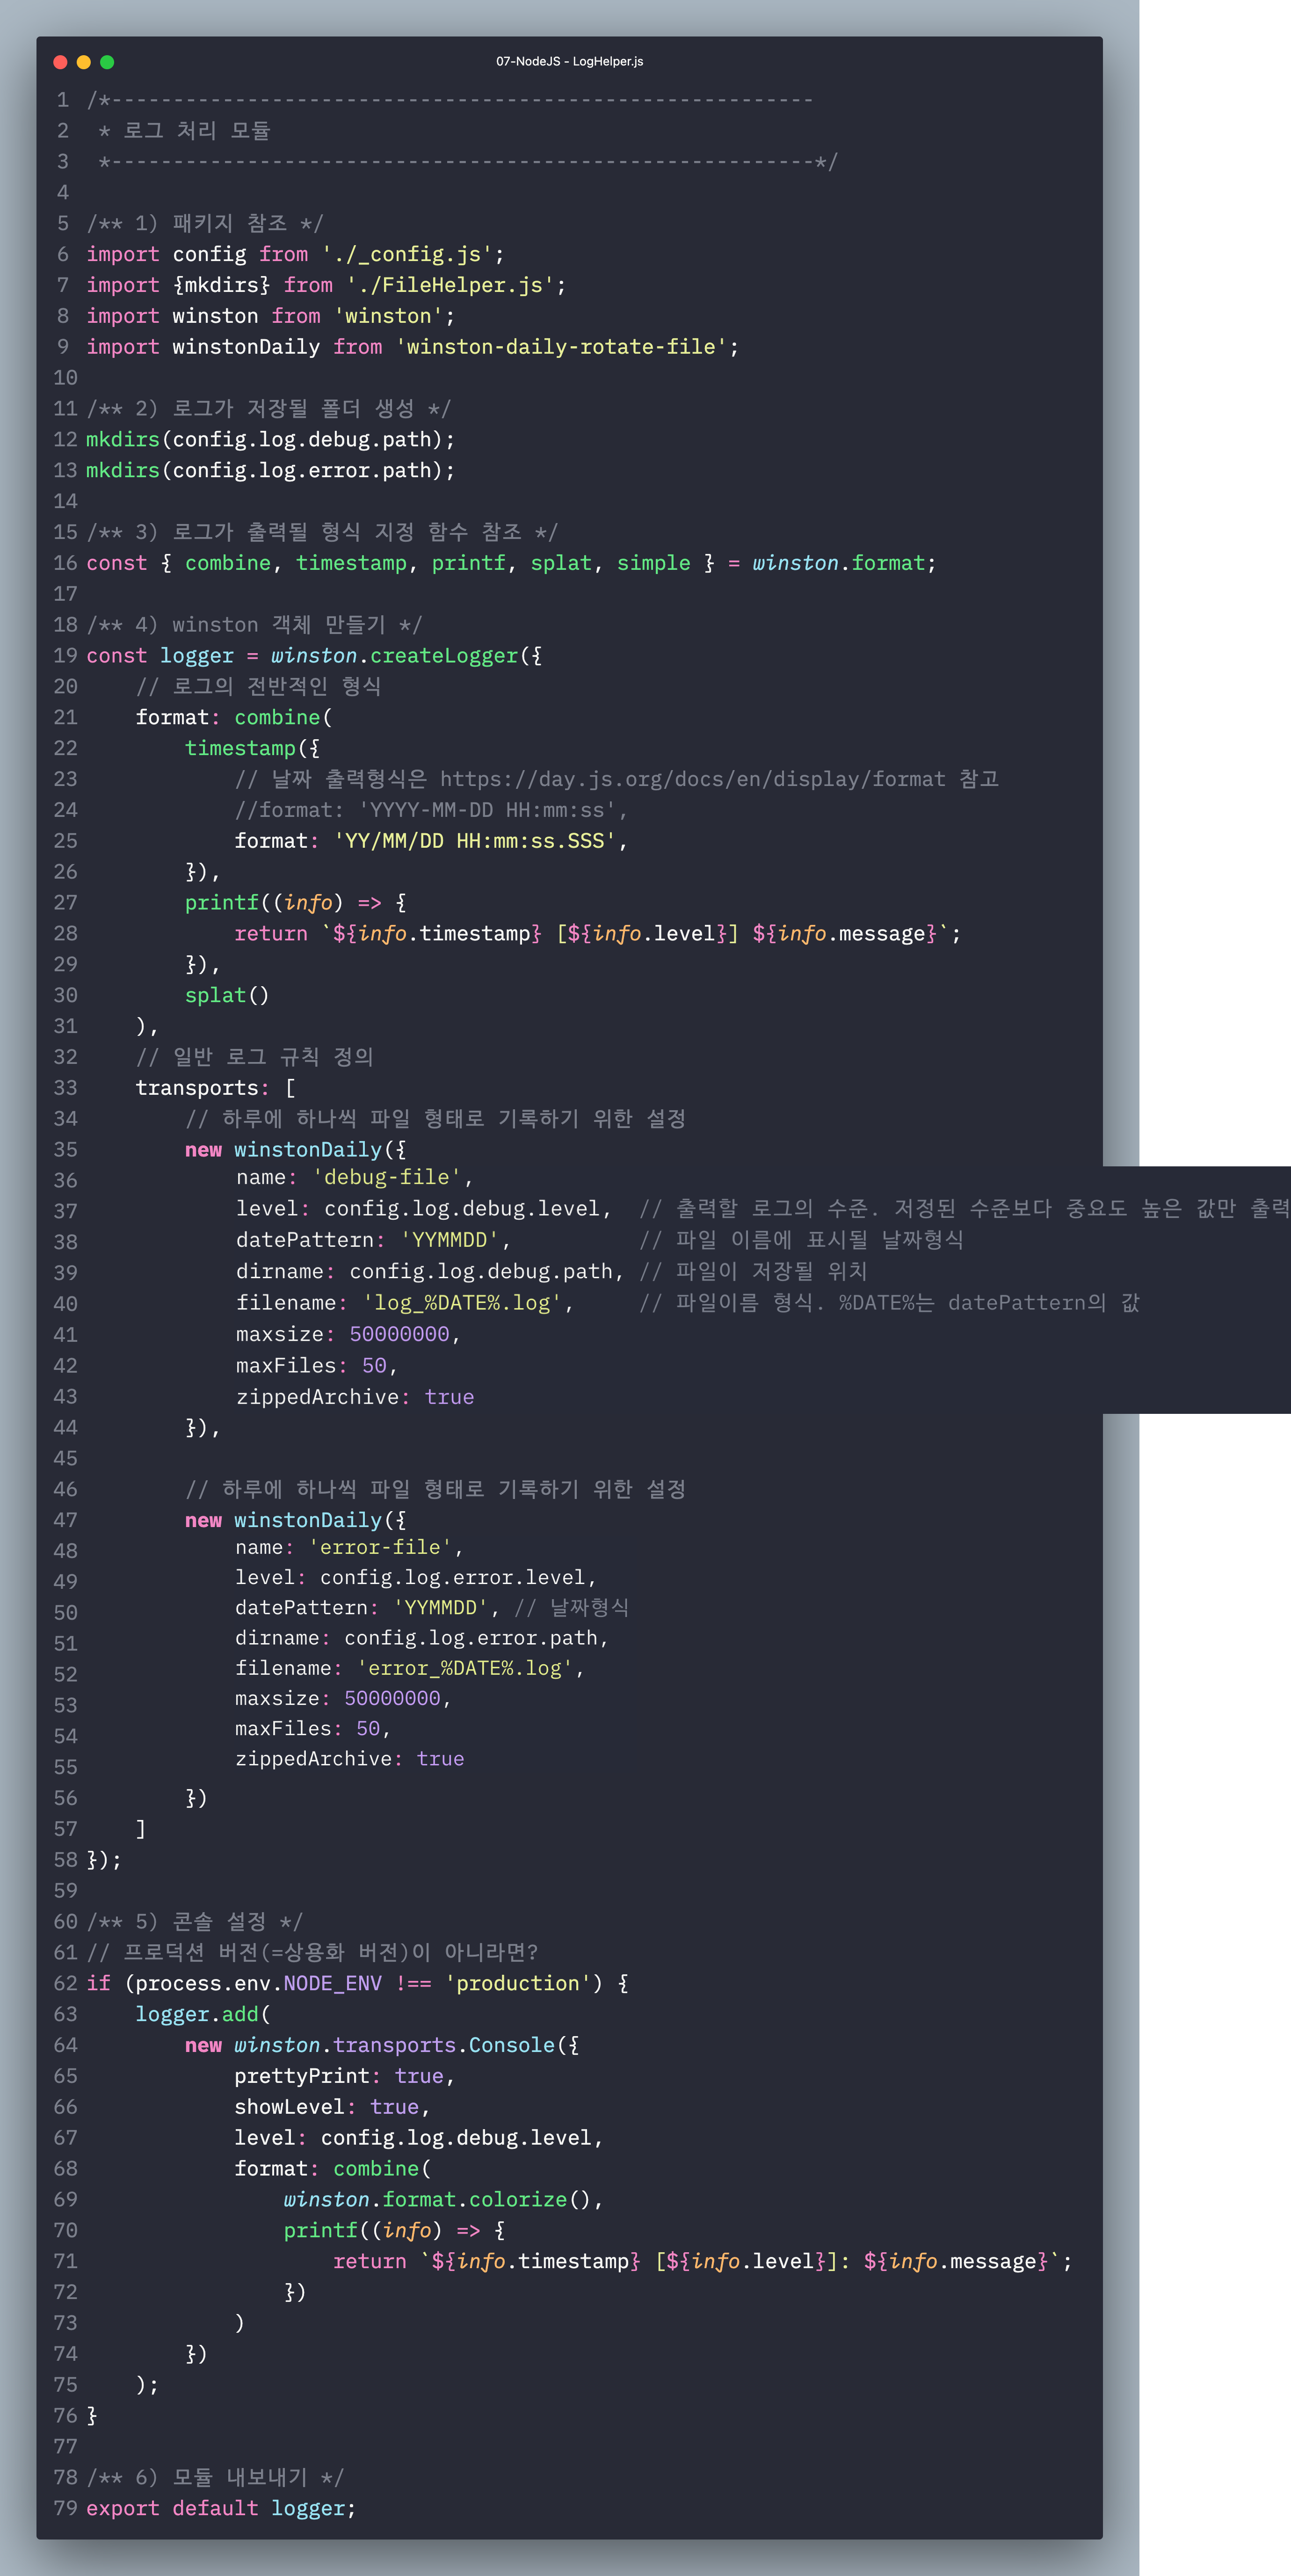 07-NodeJS - LogHelper.js
1 /*---------------------------------------------------------
2  * 로그 처리 모듈
3  *---------------------------------------------------------*/
4
5 /** 1) 패키지 참조 */
6 import config from './_config.js';
7 import {mkdirs} from './FileHelper.js';
8 import winston from 'winston';
9 import winstonDaily from 'winston-daily-rotate-file';
10
11 /** 2) 로그가 저장될 폴더 생성 */
12 mkdirs(config.log.debug.path);
13 mkdirs(config.log.error.path);
14
15 /** 3) 로그가 출력될 형식 지정 함수 참조 */
16 const { combine, timestamp, printf, splat, simple } = winston.format;
17
18 /** 4) winston 객체 만들기 */
19 const logger = winston.createLogger({
20     // 로그의 전반적인 형식
21     format: combine(
22         timestamp({
23             // 날짜 출력형식은 https://day.js.org/docs/en/display/format 참고
24             //format: 'YYYY-MM-DD HH:mm:ss',
25             format: 'YY/MM/DD HH:mm:ss.SSS',
26         }),
27         printf((info) => {
28             return `${info.timestamp} [${info.level}] ${info.message}`;
29         }),
30         splat()
31     ),
32     // 일반 로그 규칙 정의
33     transports: [
34         // 하루에 하나씩 파일 형태로 기록하기 위한 설정
35         new winstonDaily({
36             name: 'debug-file',
37             level: config.log.debug.level,  // 출력할 로그의 수준. 저정된 수준보다 중요도 높은 값만 출력
38             datePattern: 'YYMMDD',          // 파일 이름에 표시될 날짜형식
39             dirname: config.log.debug.path, // 파일이 저장될 위치
40             filename: 'log_%DATE%.log',     // 파일이름 형식. %DATE%는 datePattern의 값
41             maxsize: 50000000,
42             maxFiles: 50,
43             zippedArchive: true
44         }),
45
46         // 하루에 하나씩 파일 형태로 기록하기 위한 설정
47         new winstonDaily({
48             name: 'error-file',
49             level: config.log.error.level,
50             datePattern: 'YYMMDD', // 날짜형식
51             dirname: config.log.error.path,
52             filename: 'error_%DATE%.log',
53             maxsize: 50000000,
54             maxFiles: 50,
55             zippedArchive: true
56         })
57     ]
58 });
59
60 /** 5) 콘솔 설정 */
61 // 프로덕션 버전(=상용화 버전)이 아니라면?
62 if (process.env.NODE_ENV !== 'production') {
63     logger.add(
64         new winston.transports.Console({
65             prettyPrint: true,
66             showLevel: true,
67             level: config.log.debug.level,
68             format: combine(
69                 winston.format.colorize(),
70                 printf((info) => {
71                     return `${info.timestamp} [${info.level}]: ${info.message}`;
72                 })
73             )
74         })
75     );
76 }
77
78 /** 6) 모듈 내보내기 */
79 export default logger;